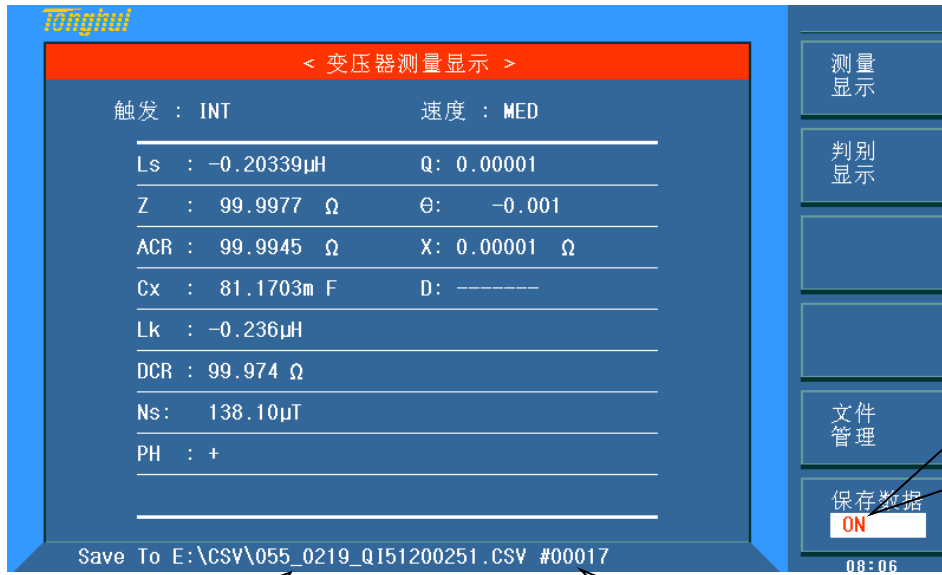 Tonghui
< 变压器测量显示 >
触发 : INT 速度 : MED
Ls : -0.20339μH Q: 0.00001
Z : 99.9977 Ω Θ: -0.001
ACR : 99.9945 Ω X: 0.00001 Ω
Cx : 81.1703m F D: -------
Lk : -0.236μH
DCR : 99.974 Ω
Ns: 138.10μT
PH : +
Save To E:\CSV\055_0219_QI51200251.CSV #00017
测量
显示
判别
显示
文件
管理
保存数据
ON
08:06